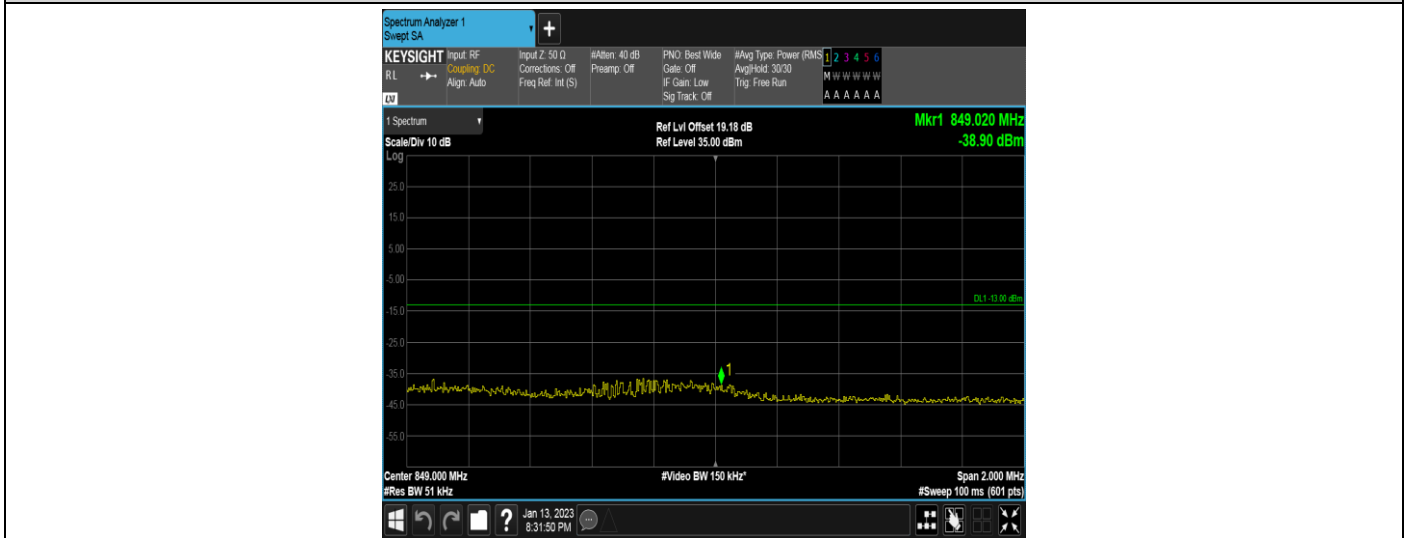 Spectrum Analyzer 1
Swept SA
+
KEYSIGHT Input: RF Input Z: 50 Ω #Atten: 40 dB PNO: Best Wide #Avg Type: Power (RMS 1 2 3 4 5 6
RL Coupling: DC Corrections: Off Preamp: Off Gate: Off Avg|Hold: 30/30 M W W W W W
Align: Auto Freq Ref: Int (S) IF Gain: Low Trig: Free Run
LXI Sig Track: Off A A A A A A
1 Spectrum Ref Lvl Offset 19.18 dB Mkr1 849.020 MHz
Scale/Div 10 dB Ref Level 35.00 dBm -38.90 dBm
Log
25.0
15.0
5.00
-5.00
DL1 -13.00 dBm
-15.0
-25.0
-35.0
1
-45.0
-55.0
Center 849.000 MHz #Video BW 150 kHz* Span 2.000 MHz
#Res BW 51 kHz #Sweep 100 ms (601 pts)
? Jan 13, 2023
8:31:50 PM